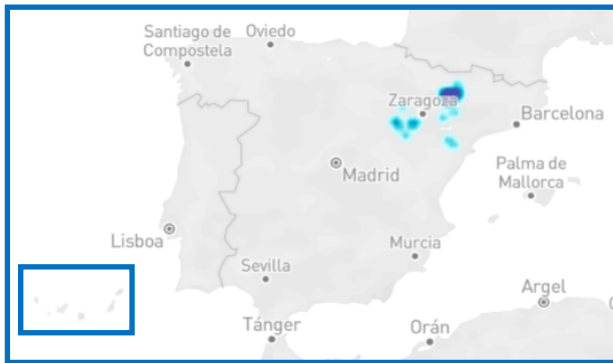 Santiago de
Compostela
Oviedo
Zaragoza
Barcelona
Madrid
Palma de
Mallorca
Lisboa
Murcia
Sevilla
Argel
Tánger
Orán